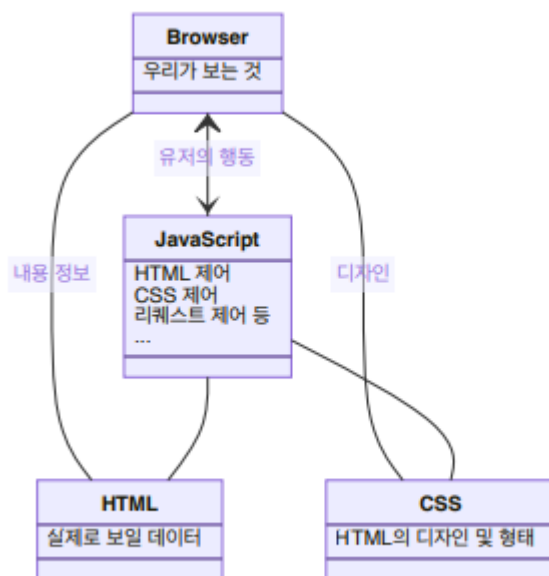 Browser
우리가 보는 것
유저의 행동
JavaScript
HTML 제어
CSS 제어
리퀘스트 제어 등
...
내용 정보
디자인
HTML
실제로 보일 데이터
CSS
HTML의 디자인 및 형태